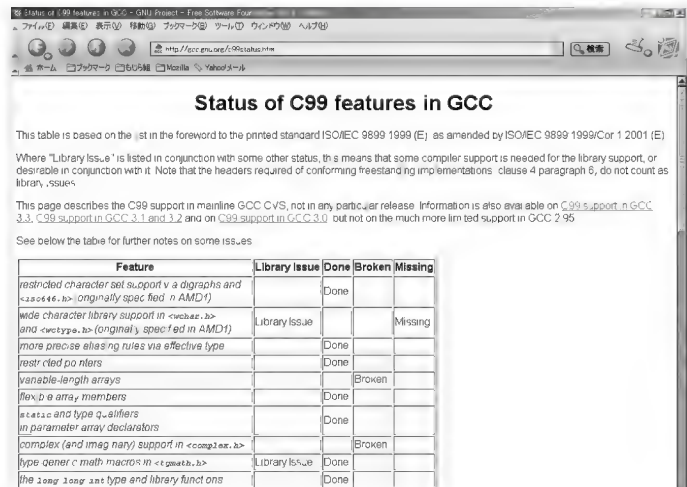 Status of C99 features in GCC - GNU Project - Free Software Four
ファイル(F) 編集(E) 表示(V) 移動(G) ブックマーク(B) ツール(T) ウィンドウ(W) ヘルプ(H)
http://gcc.gnu.org/c99status.htm 検索
ホーム ブックマーク もじら組 Mozilla Yahoo!メール
Status of C99 features in GCC
This table is based on the list in the foreword to the printed standard ISO/IEC 9899 1999 (E) as amended by ISO/IEC 9899 1999/Cor 1 2001 (E)
Where "Library Issue" is listed in conjunction with some other status, this means that some compiler support is needed for the library support, or
desirable in conjunction with it Note that the headers required of conforming freestanding implementations clause 4 paragraph 6, do not count as
library issues
This page describes the C99 support in mainline GCC CVS, not in any particular release Information is also available on C99 support in GCC
3.3, C99 support in GCC 3.1 and 3.2 and on C99 support in GCC 3.0 but not on the much more limited support in GCC 2 95
See below the table for further notes on some issues
Feature Library Issue Done Broken Missing
restricted character set support via digraphs and
<iso646.h> (originally specified in AMD1) Done
wide character library support in <wchar.h>
and <wctype.h> (originally specified in AMD1) Library Issue Missing
more precise aliasing rules via effective type Done
restricted pointers Done
variable-length arrays Broken
flexible array members Done
static and type qualifiers
in parameter array declarators Done
complex (and imaginary) support in <complex.h> Broken
type generic math macros in <tgmath.h> Library Issue Done
the long long int type and library functions Done